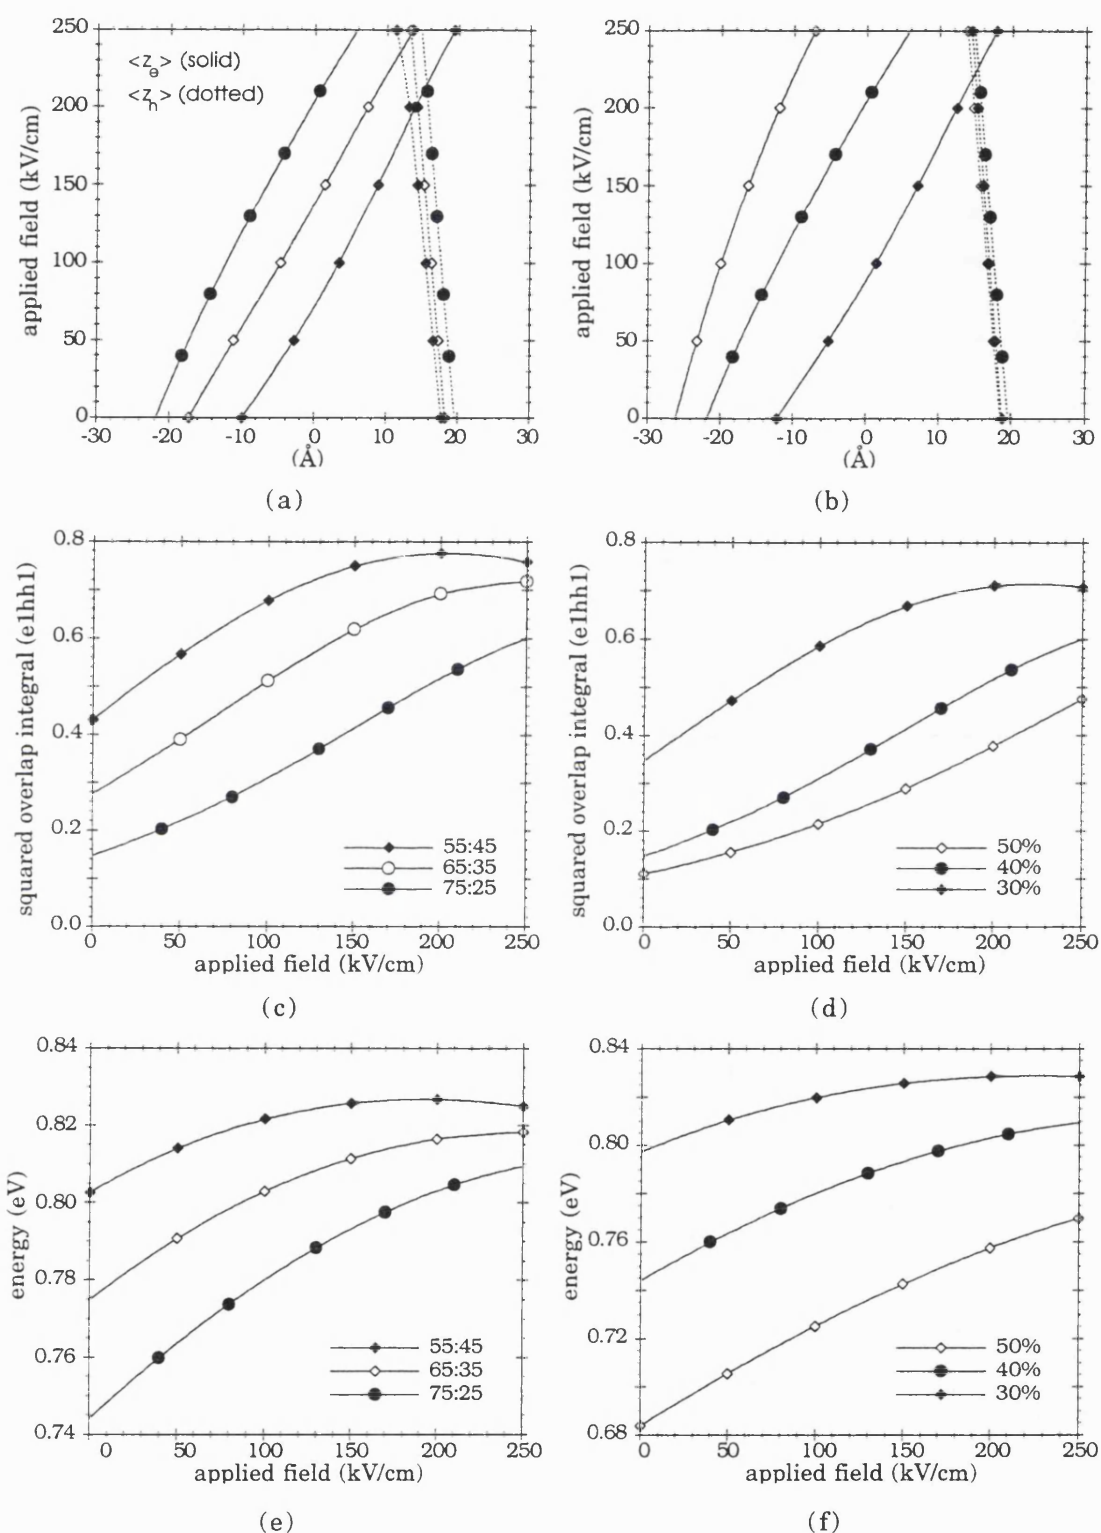 250
200
150
100
50
0
applied field (kV/cm)
<z_e> (solid)
<z_h> (dotted)
-30 -20 -10 0 10 20 30
(Å)
(a)
250
200
150
100
50
0
applied field (kV/cm)
-30 -20 -10 0 10 20 30
(Å)
(b)
0.8
0.6
0.4
0.2
0.0
squared overlap integral (e1hh1)
55:45
65:35
75:25
0 50 100 150 200 250
applied field (kV/cm)
(c)
0.8
0.6
0.4
0.2
0.0
squared overlap integral (e1hh1)
50%
40%
30%
0 50 100 150 200 250
applied field (kV/cm)
(d)
0.84
0.82
0.80
0.78
0.76
0.74
energy (eV)
55:45
65:35
75:25
0 50 100 150 200 250
applied field (kV/cm)
(e)
0.84
0.80
0.76
0.72
0.68
energy (eV)
50%
40%
30%
0 50 100 150 200 250
applied field (kV/cm)
(f)